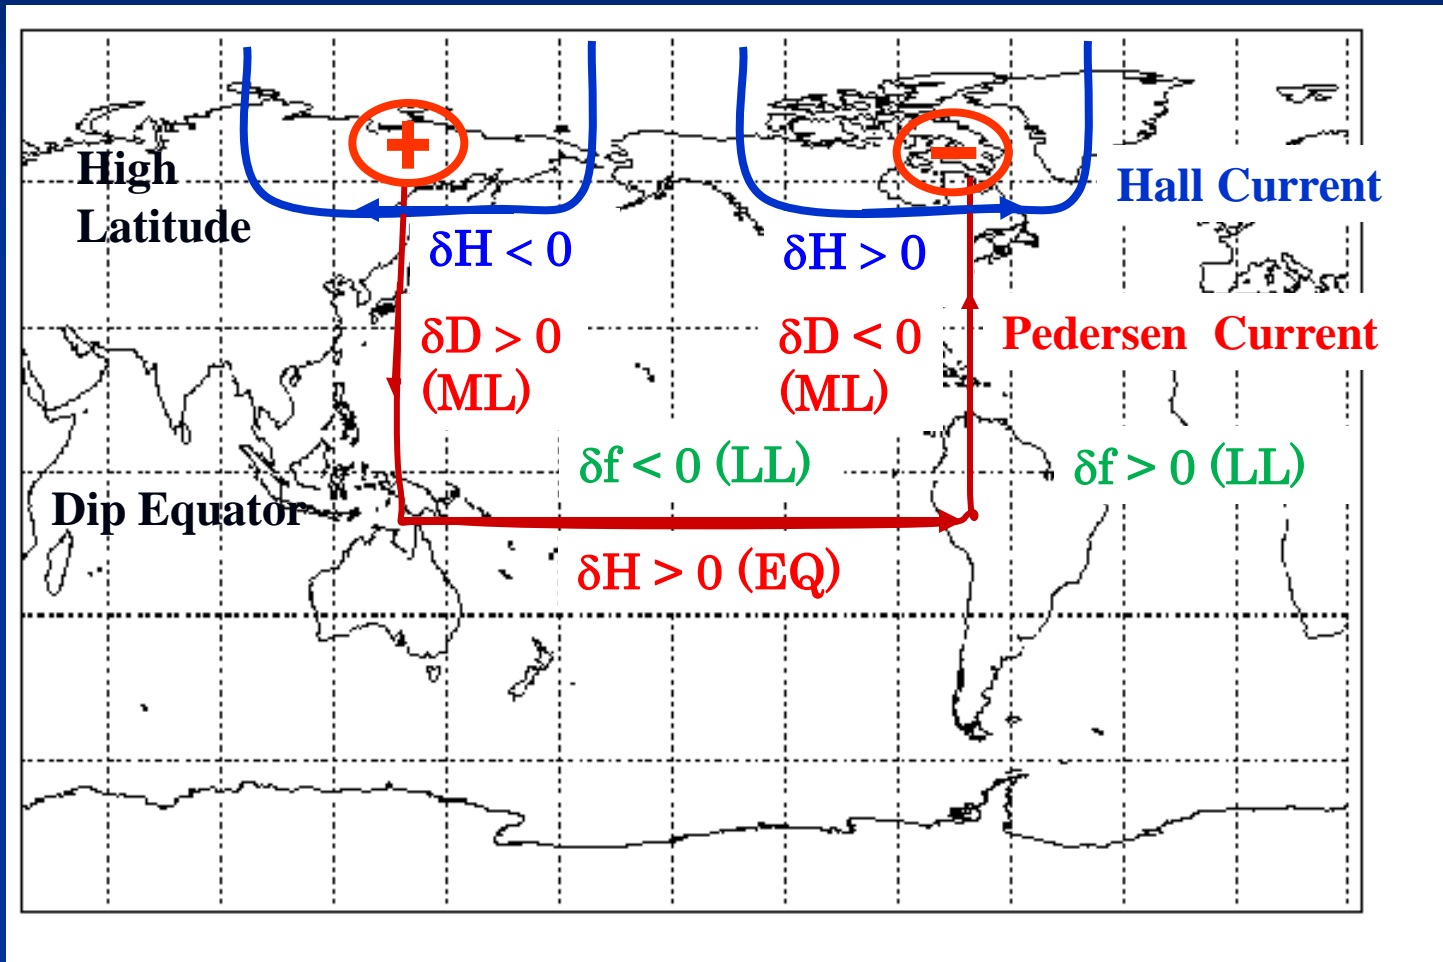 +
−
High
Latitude
Hall Current
δH < 0
δH > 0
δD > 0
(ML)
δD < 0
(ML)
Pedersen Current
δf < 0 (LL)
δf > 0 (LL)
Dip Equator
δH > 0 (EQ)